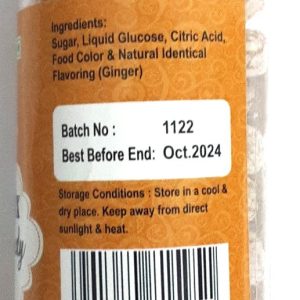 Ingredients:
Sugar, Liquid Glucose, Citric Acid,
Food Color & Natural Identical
Flavoring (Ginger)
Batch No : 1122
Best Before End: Oct.2024
Storage Conditions : Store in a cool &
dry place. Keep away from direct
sunlight & heat.